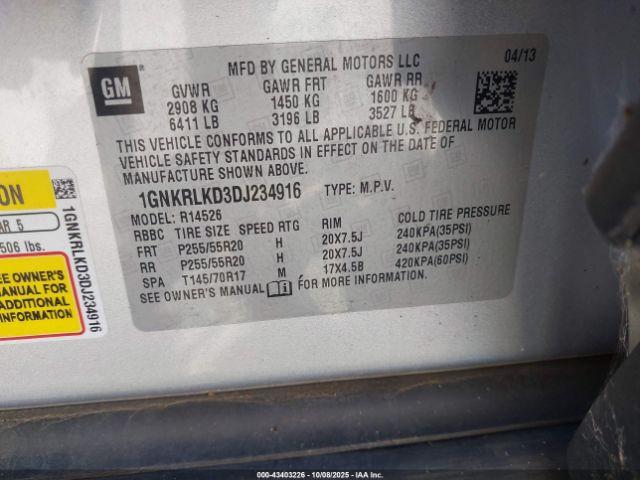 MFD BY GENERAL MOTORS LLC 04/13
GM
GVWR GAWR FRT GAWR RR
2908 KG 1450 KG 1600 KG
6411 LB 3196 LB 3527 LB
THIS VEHICLE CONFORMS TO ALL APPLICABLE U.S. FEDERAL MOTOR
VEHICLE SAFETY STANDARDS IN EFFECT ON THE DATE OF
MANUFACTURE SHOWN ABOVE.
1GNKRLKD3DJ234916 TYPE: M.P.V.
MODEL: R14526
RBBC TIRE SIZE SPEED RTG RIM COLD TIRE PRESSURE
FRT P255/55R20 H 20X7.5J 240KPA(35PSI)
RR P255/55R20 H 20X7.5J 240KPA(35PSI)
SPA T145/70R17 M 17X4.5B 420KPA(60PSI)
SEE OWNER'S MANUAL
ION
AR 5
506 lbs.
SEE OWNER'S
MANUAL FOR
ADDITIONAL
INFORMATION
1GNKRLKD3DJ234916
000-43403226 - 10/08/2025 - IAAI, Inc.